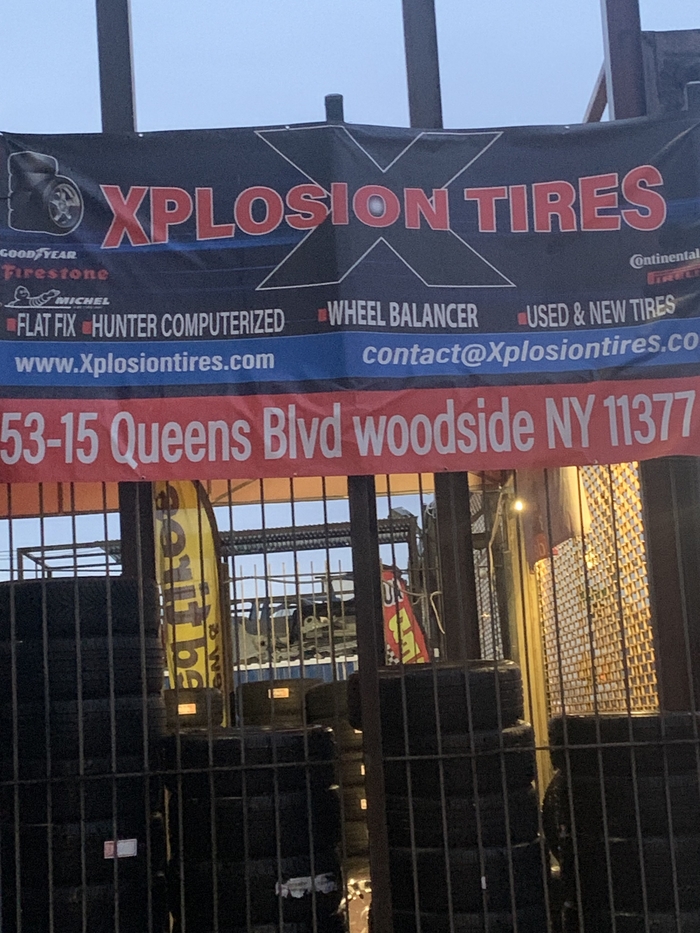 XPLOSION TIRES
GOODYEAR
Firestone
MICHEL
Continental
▪FLAT FIX ▪HUNTER COMPUTERIZED ▪WHEEL BALANCER ▪USED & NEW TIRES
www.Xplosiontires.com contact@Xplosiontires.co
53-15 Queens Blvd woodside NY 11377